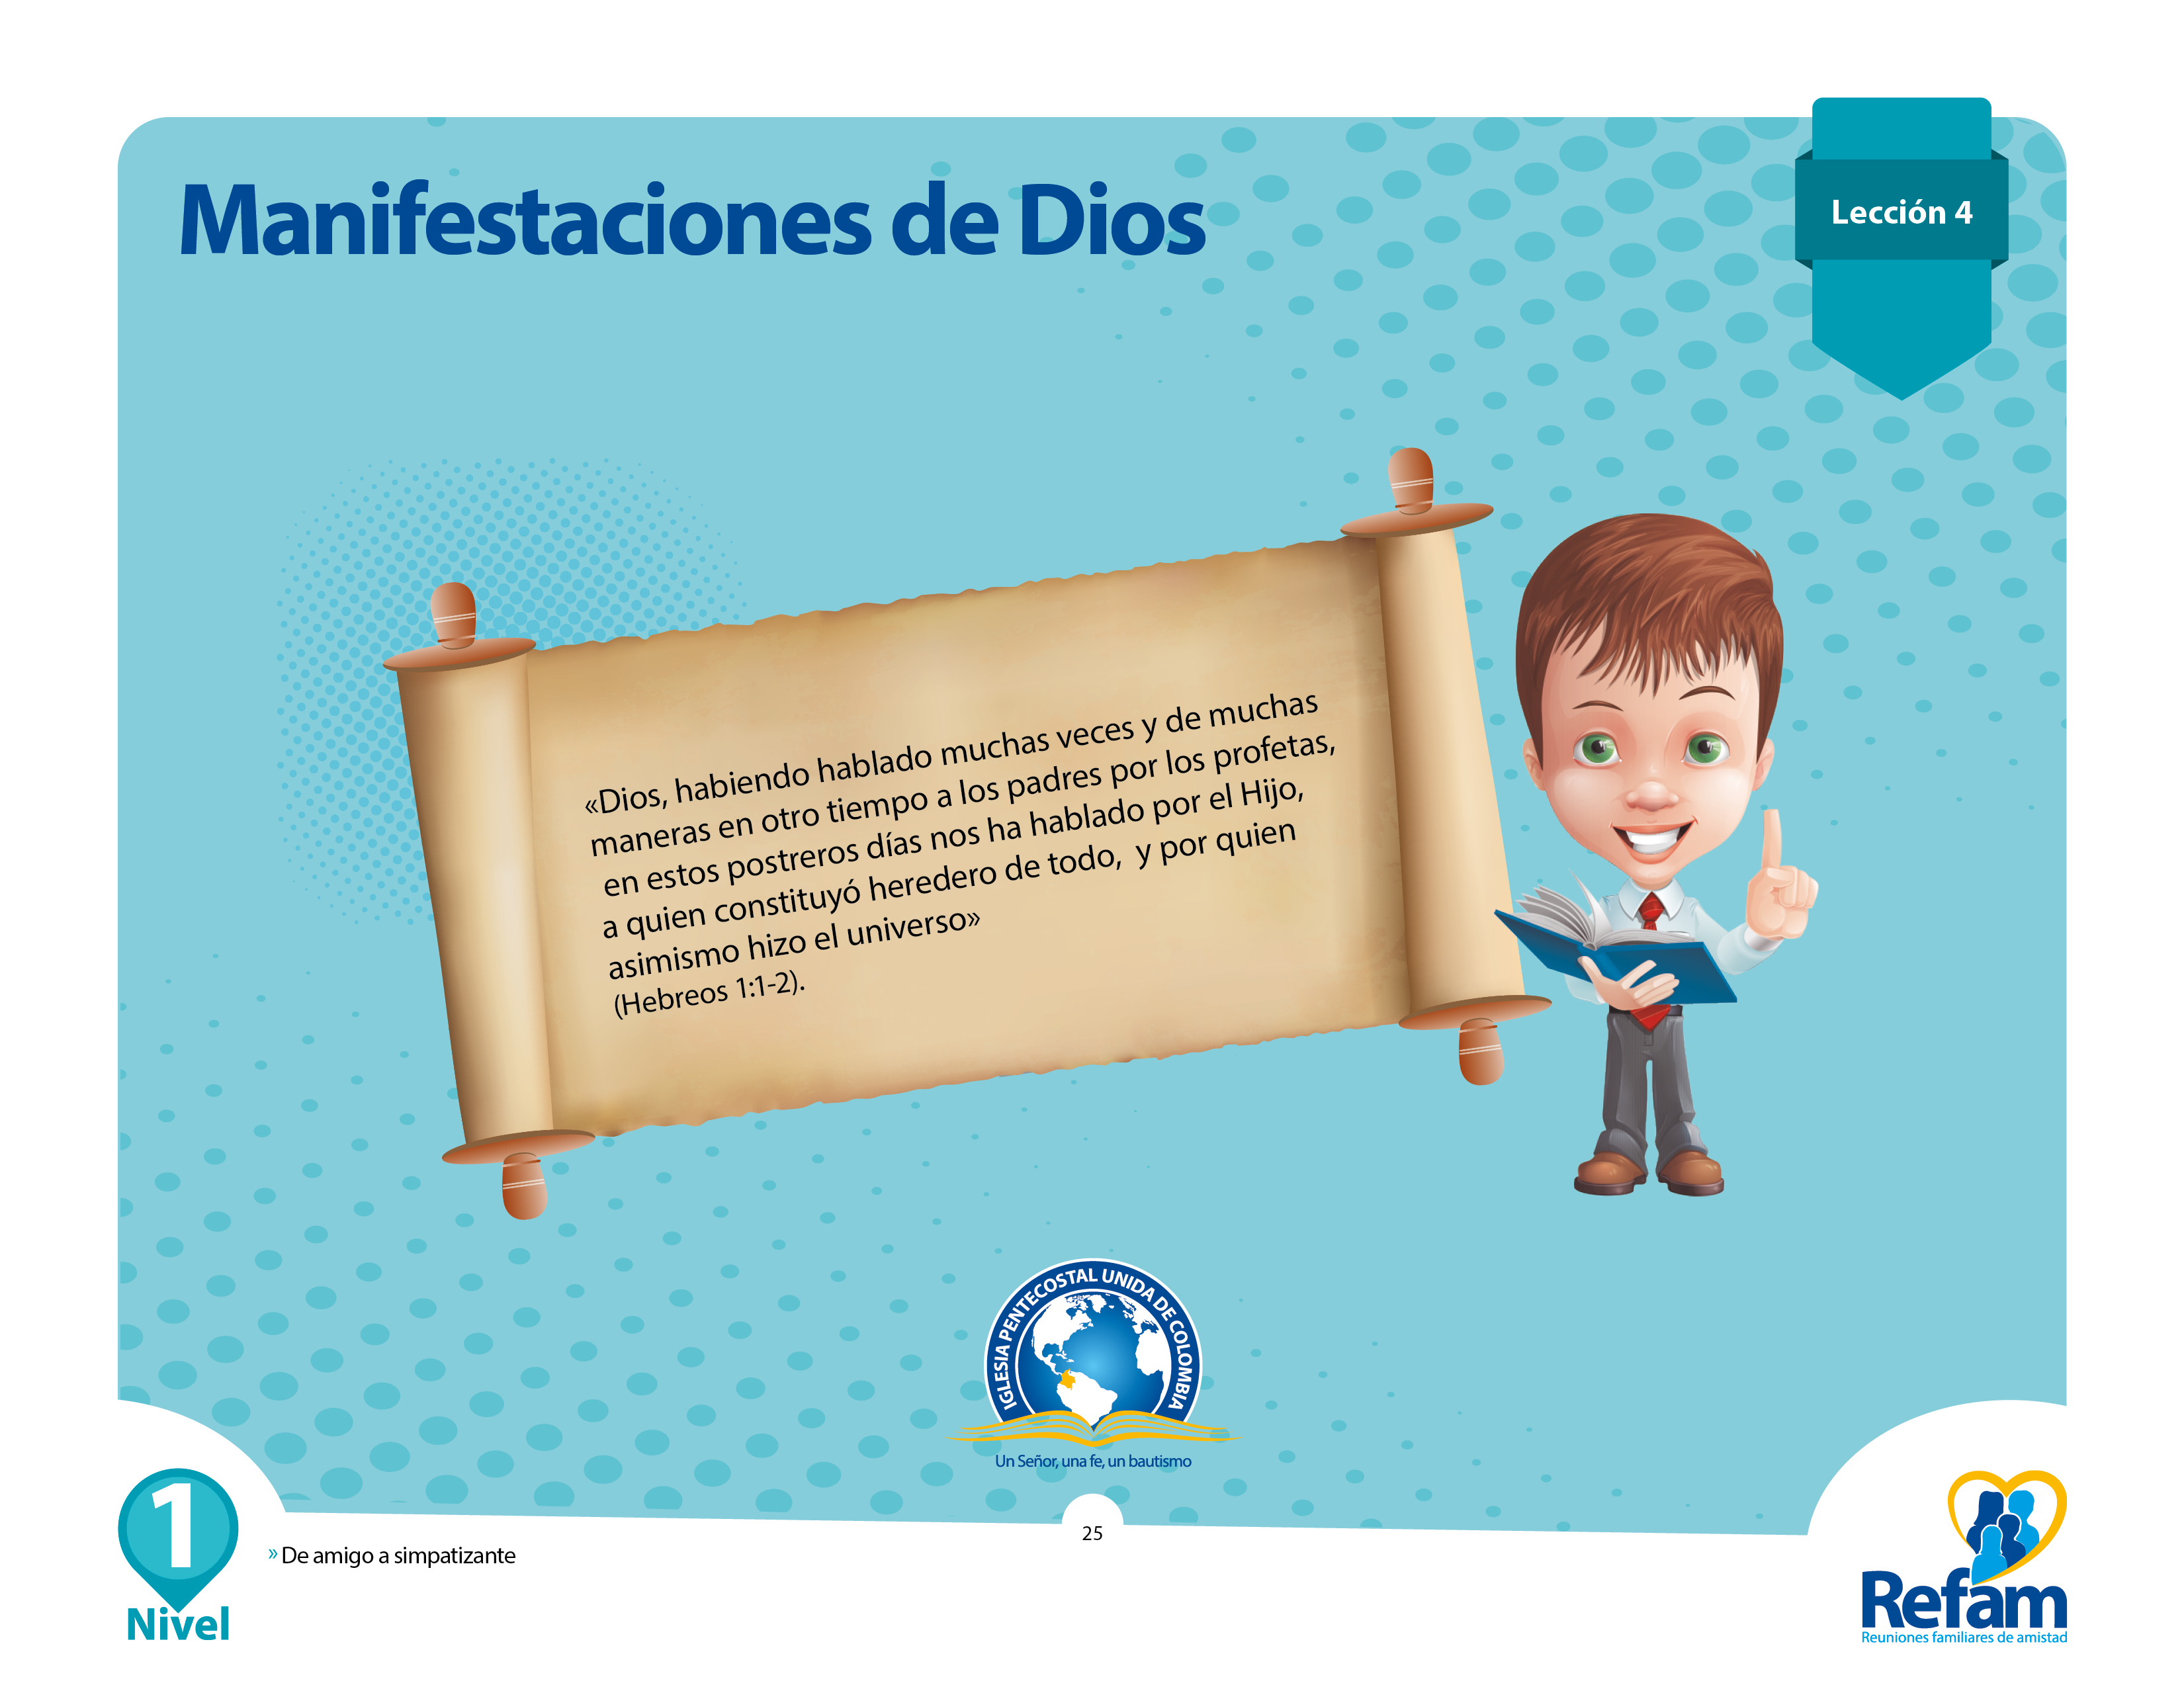 Manifestaciones de Dios
Lección 4
«Dios, habiendo hablado muchas veces y de muchas
maneras en otro tiempo a los padres por los profetas,
en estos postreros días nos ha hablado por el Hijo,
a quien constituyó heredero de todo, y por quien
asimismo hizo el universo»
(Hebreos 1:1-2).
IGLESIA PENTECOSTAL UNIDA DE COLOMBIA
Un Señor, una fe, un bautismo
25
1
Nivel
» De amigo a simpatizante
Refam
Reuniones familiares de amistad